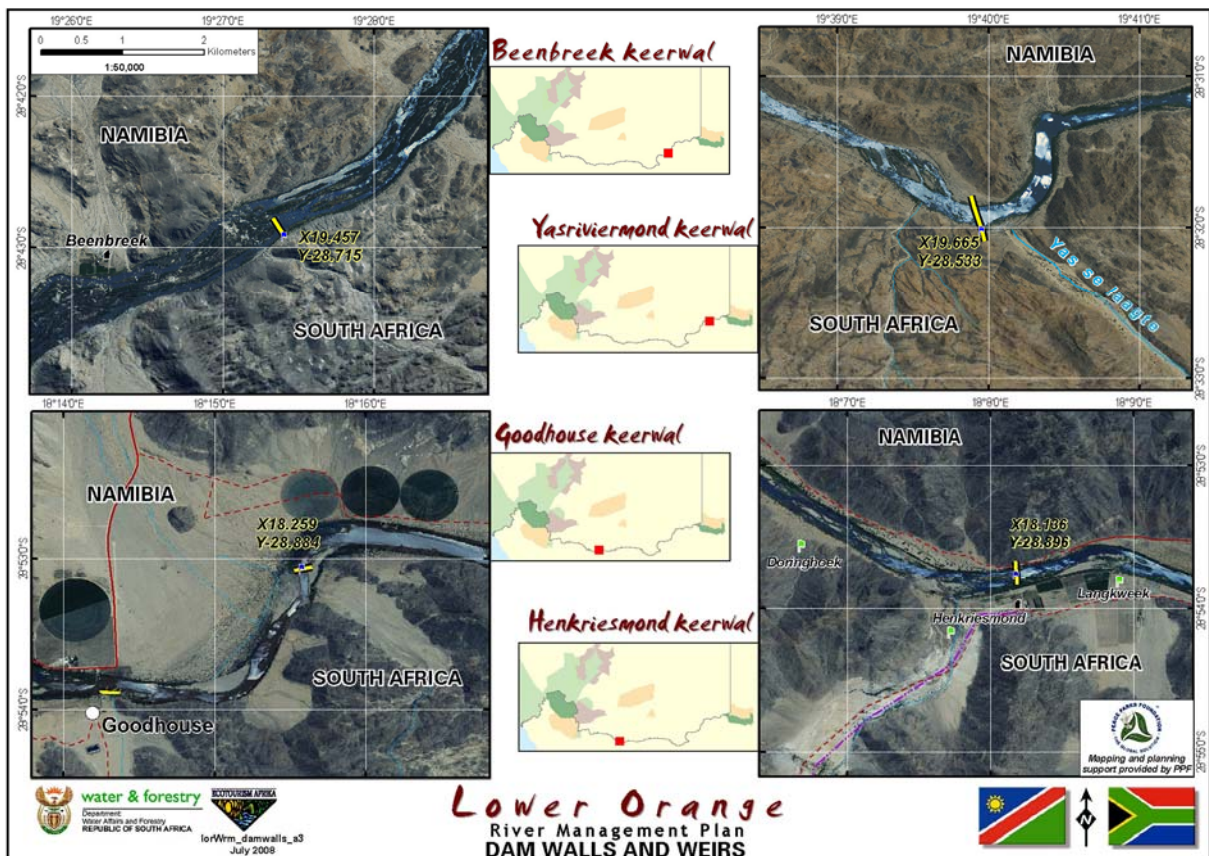 19°26'0"E
19°28'0"E
0 0.5 1 2
Kilometers
1:50,000
28°42'0"S
NAMIBIA
28°43'0"S
Beenbreek
X19.457
Y-28.715
SOUTH AFRICA
Beenbreek keerwal
Yasriviermond keerwal
19°39'0"E
19°40'0"E
19°41'0"E
NAMIBIA
28°31'0"S
28°32'0"S
X19.665
Y-28.533
Yas se laagte
SOUTH AFRICA
28°33'0"S
18°14'0"E
18°15'0"E
18°16'0"E
NAMIBIA
X18.259
Y-28.884
28°53'0"S
SOUTH AFRICA
28°54'0"S
Goodhouse
Goodhouse keerwal
Henkriesmond keerwal
18°7'0"E
18°8'0"E
18°9'0"E
NAMIBIA
28°53'0"S
X18.136
Y-28.896
Doringhoek
Langkweek
28°54'0"S
Henkriesmond
SOUTH AFRICA
28°55'0"S
PEACE PARKS FOUNDATION
THE GLOBAL SOLUTION
Mapping and planning
support provided by PPF
water & forestry
Department:
Water Affairs and Forestry
REPUBLIC OF SOUTH AFRICA
ECOTOURISM AFRIKA
lorWrm_damwalls_a3
July 2008
Lower Orange
River Management Plan
DAM WALLS AND WEIRS
N